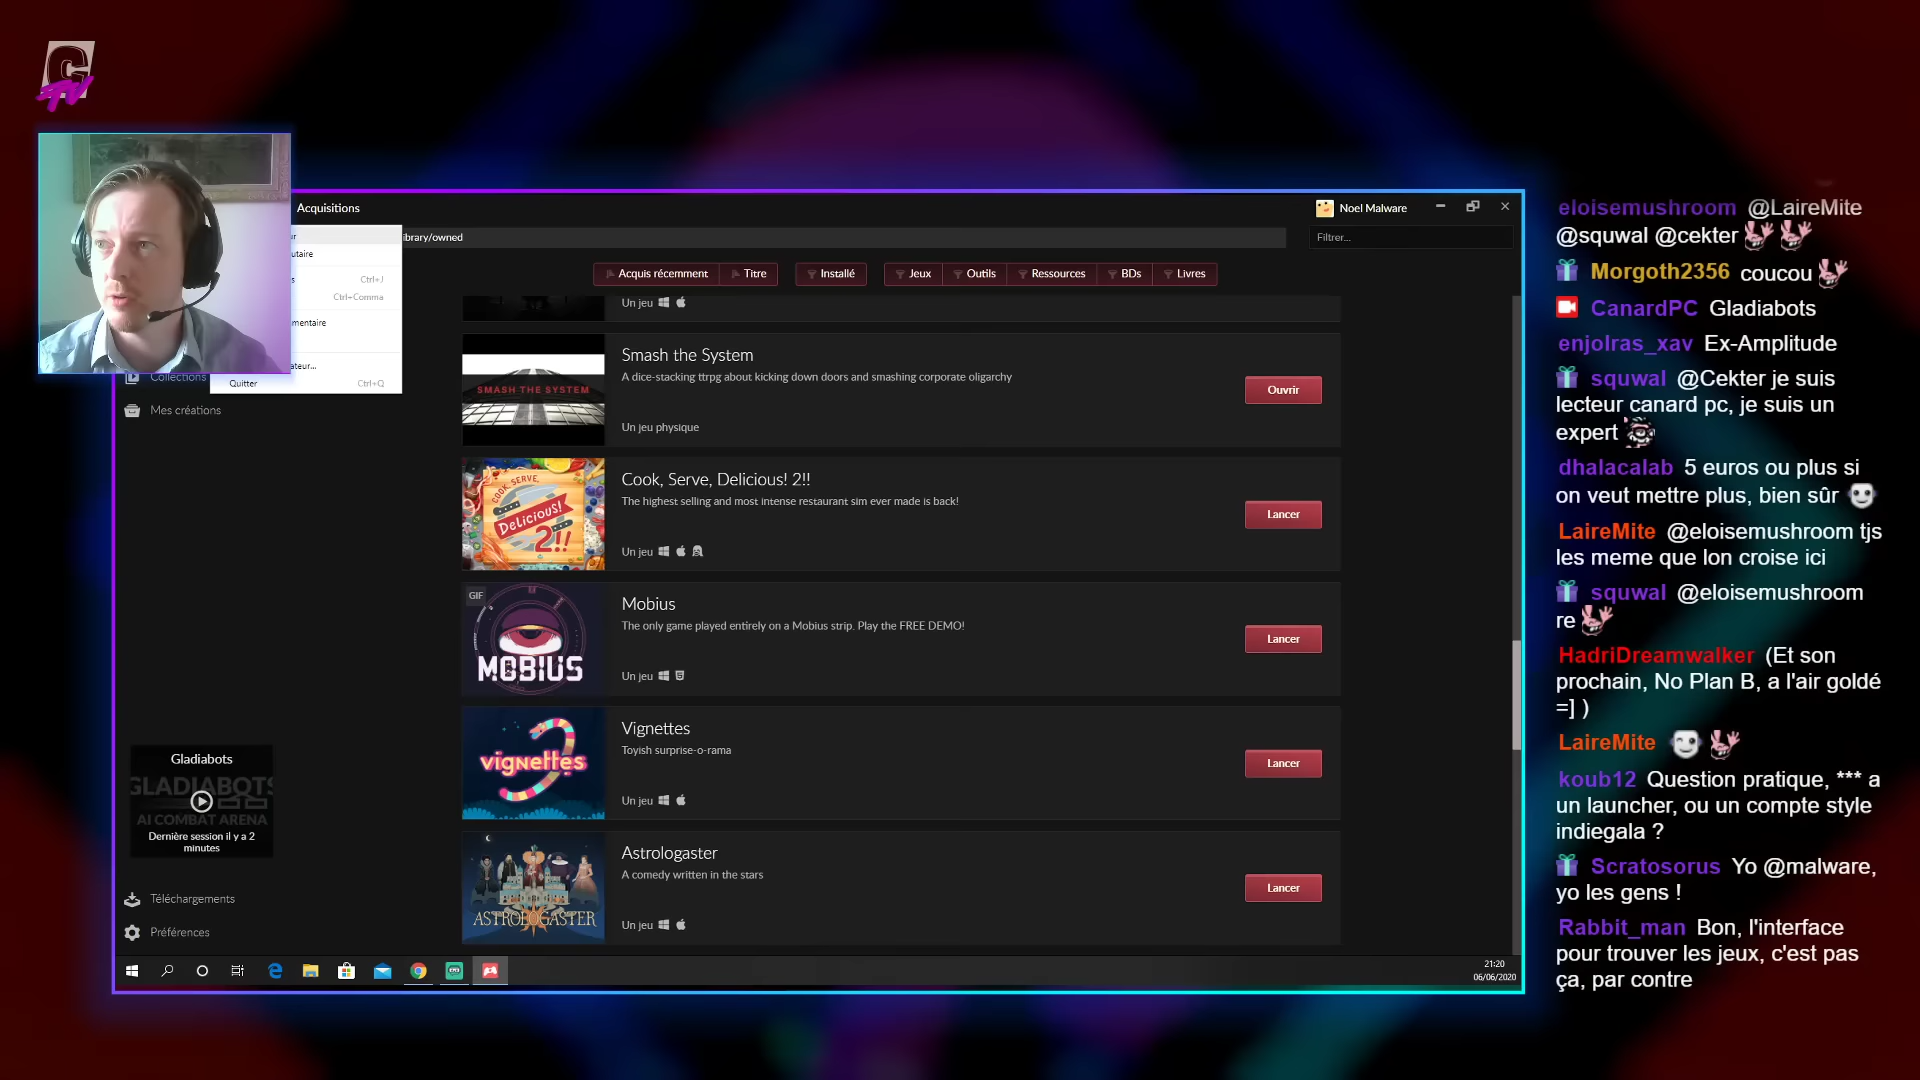 C
TV
Acquisitions
Noel Malware
ibrary/owned
Filtrer...
Ctrl+J
Ctrl+Comma
Quitter
Ctrl+Q
Collections
Mes créations
Acquis récemment
Titre
Installé
Jeux
Outils
Ressources
BDs
Livres
Un jeu
SMASH THE SYSTEM
Smash the System
A dice-stacking ttrpg about kicking down doors and smashing corporate oligarchy
Un jeu physique
Ouvrir
COOK, SERVE,
Delicious!
2!!
Cook, Serve, Delicious! 2!!
The highest selling and most intense restaurant sim ever made is back!
Un jeu
Lancer
GIF
MOBIUS
Mobius
The only game played entirely on a Mobius strip. Play the FREE DEMO!
Un jeu
Lancer
vignettes
Vignettes
Toyish surprise-o-rama
Un jeu
Lancer
ASTROLOGASTER
Astrologaster
A comedy written in the stars
Un jeu
Lancer
Gladiabots
GLADIABOTS
AI COMBAT ARENA
Dernière session il y a 2
minutes
Téléchargements
Préférences
21:20
06/06/2020
eloisemushroom @LaireMite
@squwal @cekter
Morgoth2356 coucou
CanardPC Gladiabots
enjolras_xav Ex-Amplitude
squwal @Cekter je suis
lecteur canard pc, je suis un
expert
dhalacalab 5 euros ou plus si
on veut mettre plus, bien sûr
LaireMite @eloisemushroom tjs
les meme que lon croise ici
squwal @eloisemushroom
re
HadriDreamwalker (Et son
prochain, No Plan B, a l'air goldé
=] )
LaireMite
koub12 Question pratique, *** a
un launcher, ou un compte style
indiegala ?
Scratosorus Yo @malware,
yo les gens !
Rabbit_man Bon, l'interface
pour trouver les jeux, c'est pas
ça, par contre